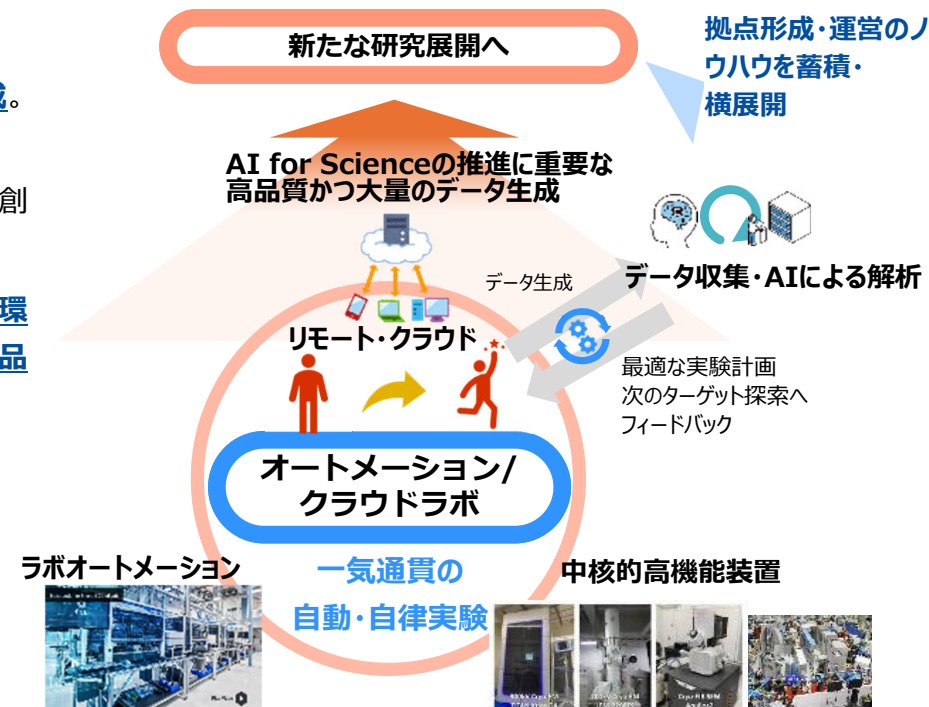 新たな研究展開へ
拠点形成・運営のノ
ウハウを蓄積・
横展開
。
創
環
品
AI for Scienceの推進に重要な
高品質かつ大量のデータ生成
データ生成
データ収集・AIによる解析
リモート・クラウド
最適な実験計画
次のターゲット探索へ
フィードバック
オートメーション/
クラウドラボ
一気通貫の
自動・自律実験
ラボオートメーション
中核的高機能装置